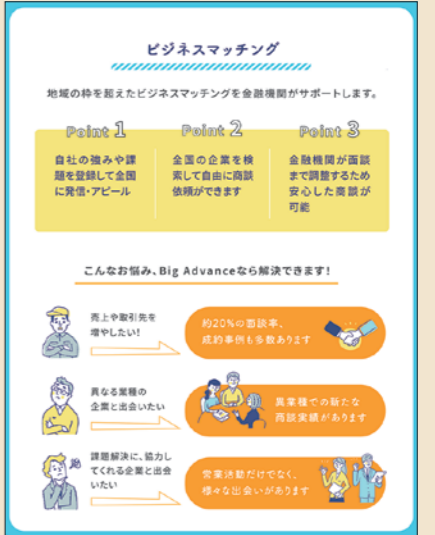 ビジネスマッチング
地域の枠を超えたビジネスマッチングを金融機関がサポートします。
Point 1
自社の強みや課
題を登録して全国
に発信・アピール
Point 2
全国の企業を検
索して自由に商談
依頼ができます
Point 3
金融機関が面談
まで調整するため
安心した商談が
可能
こんなお悩み、Big Advanceなら解決できます!
売上や取引先を
増やしたい!
約20%の面談率、
成約事例も多数あります
異なる業種の
企業と出会いたい
異業種での新たな
商談実績があります
課題解決に、協力し
てくれる企業と出会
いたい
営業活動だけでなく、
様々な出会いがあります